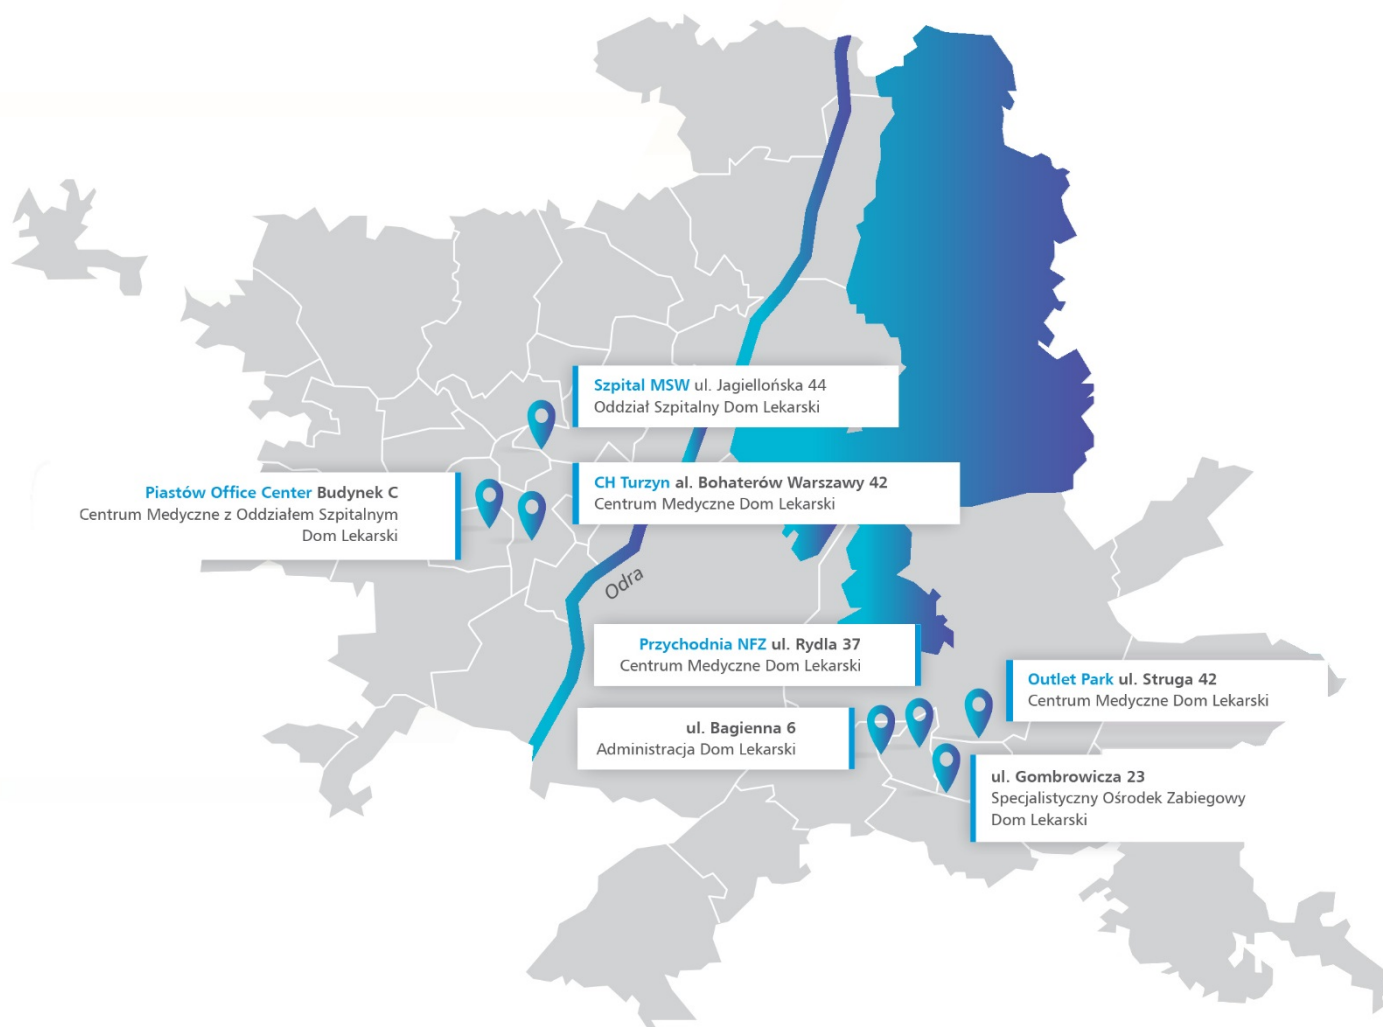 Szpital MSW ul. Jagiellońska 44
Oddział Szpitalny Dom Lekarski
Piastów Office Center Budynek C
Centrum Medyczne z Oddziałem Szpitalnym
Dom Lekarski
CH Turzyn al. Bohaterów Warszawy 42
Centrum Medyczne Dom Lekarski
Odra
Przychodnia NFZ ul. Rydla 37
Centrum Medyczne Dom Lekarski
Outlet Park ul. Struga 42
Centrum Medyczne Dom Lekarski
ul. Bagienna 6
Administracja Dom Lekarski
ul. Gombrowicza 23
Specjalistyczny Ośrodek Zabiegowy
Dom Lekarski